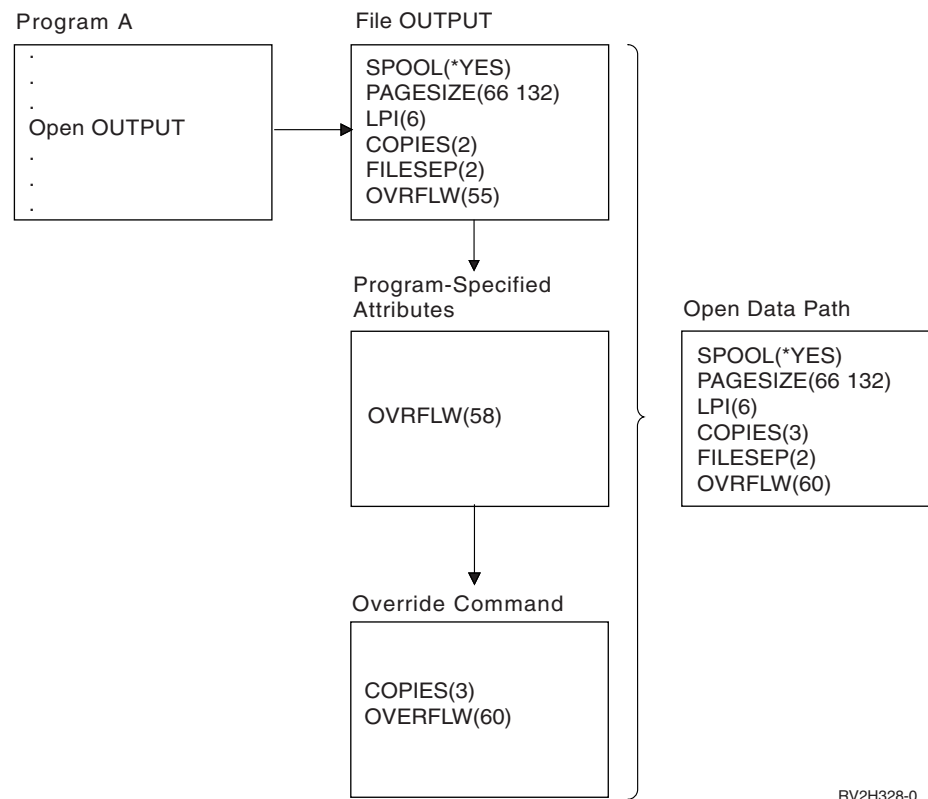 Program A
.
.
.
Open OUTPUT
.
.
.
File OUTPUT
SPOOL(*YES)
PAGESIZE(66 132)
LPI(6)
COPIES(2)
FILESEP(2)
OVRFLW(55)
Program-Specified
Attributes
OVRFLW(58)
Override Command
COPIES(3)
OVERFLW(60)
Open Data Path
SPOOL(*YES)
PAGESIZE(66 132)
LPI(6)
COPIES(3)
FILESEP(2)
OVRFLW(60)
RV2H328-0